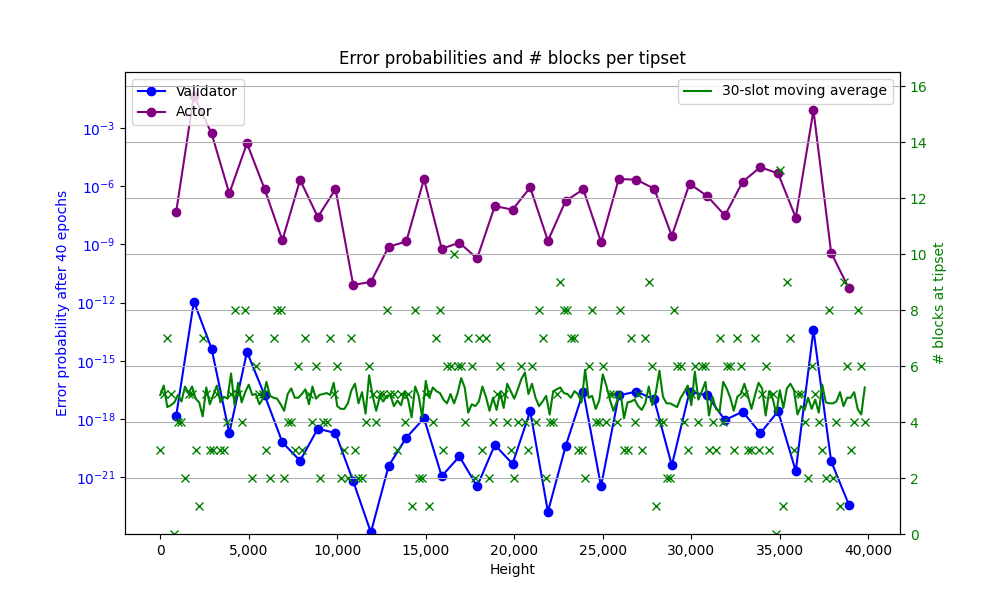 Error probabilities and # blocks per tipset
Validator
Actor
30-slot moving average
Error probability after 40 epochs
10⁻³
10⁻⁶
10⁻⁹
10⁻¹²
10⁻¹⁵
10⁻¹⁸
10⁻²¹
16
14
12
10
8
6
4
2
0
# blocks at tipset
0 5,000 10,000 15,000 20,000 25,000 30,000 35,000 40,000
Height